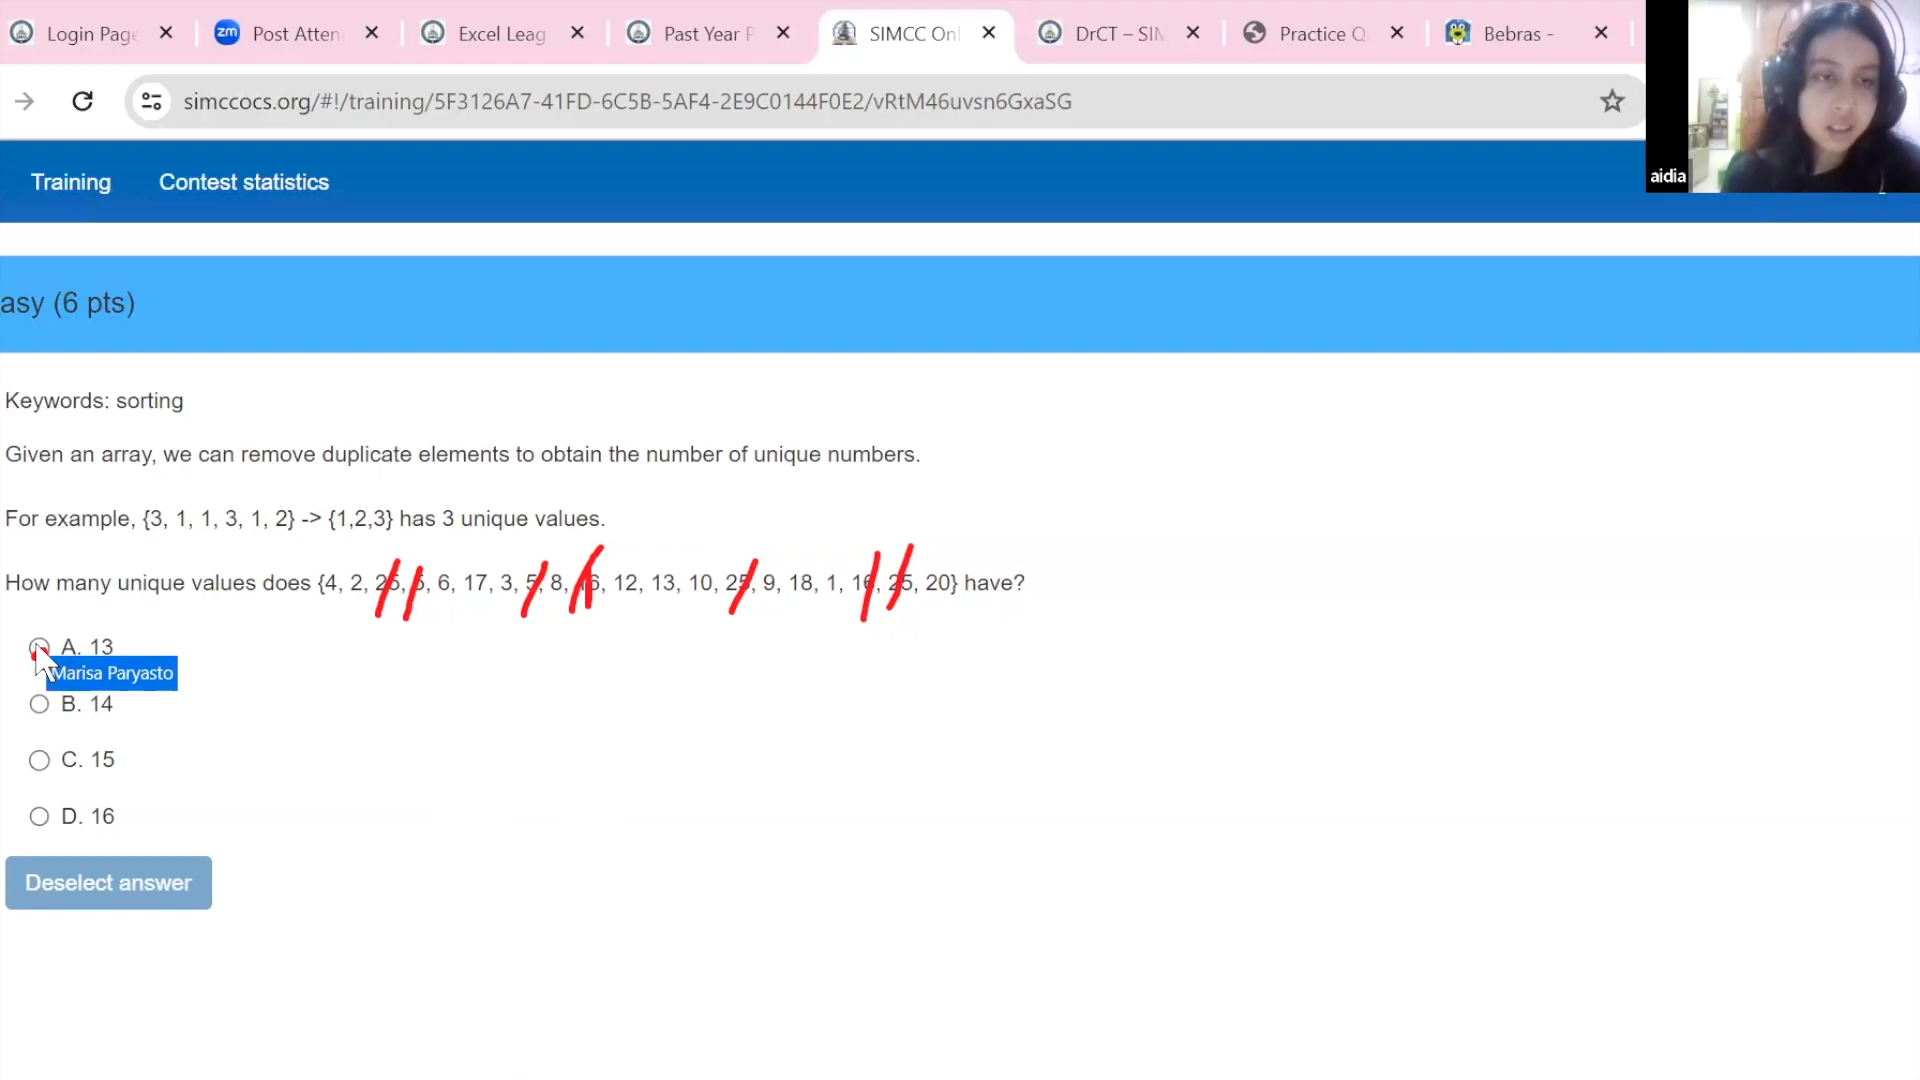 Login Page
Post Atten
Excel Leag
Past Year P
SIMCC Onl
DrCT – SIM
Practice Q
Bebras -
simccocs.org/#!/training/5F3126A7-41FD-6C5B-5AF4-2E9C0144F0E2/vRtM46uvsn6GxaSG
aidia
Training
Contest statistics
asy (6 pts)
Keywords: sorting
Given an array, we can remove duplicate elements to obtain the number of unique numbers.
For example, {3, 1, 1, 3, 1, 2} -> {1,2,3} has 3 unique values.
How many unique values does {4, 2, 25, 5, 6, 17, 3, 5, 8, 16, 12, 13, 10, 25, 9, 18, 1, 16, 25, 20} have?
A. 13
Marisa Paryasto
B. 14
C. 15
D. 16
Deselect answer